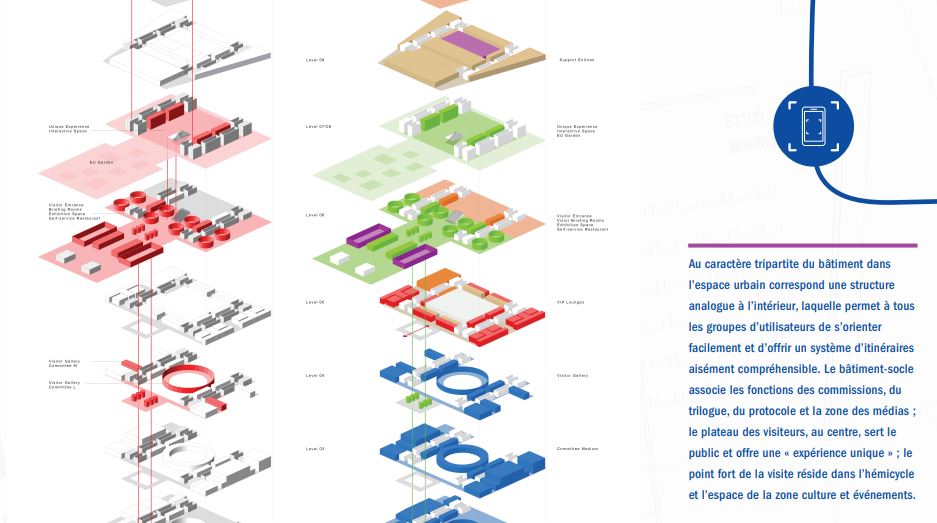 Level 08
Support Entities
Unique Experience
Interactive Space
Level 07/08
Unique Experience
Interactive Space
EU Garden
EU Garden
Visitor Entrance
Briefing Rooms
Exhibition Space
Self-service Restaurant
Level 06
Visitor Entrance
Visitor Briefing Rooms
Exhibition Space
Self-service Restaurant
Level 05
VIP Lounges
Visitor Gallery
Committee M
Visitor Gallery
Committee L
Level 04
Visitor Gallery
Level 03
Committee Medium
Au caractère tripartite du bâtiment dans
l'espace urbain correspond une structure
analogue à l'intérieur, laquelle permet à tous
les groupes d'utilisateurs de s'orienter
facilement et d'offrir un système d'itinéraires
aisément compréhensible. Le bâtiment-socle
associe les fonctions des commissions, du
trilogue, du protocole et la zone des médias ;
le plateau des visiteurs, au centre, sert le
public et offre une « expérience unique » ; le
point fort de la visite réside dans l'hémicycle
et l'espace de la zone culture et événements.